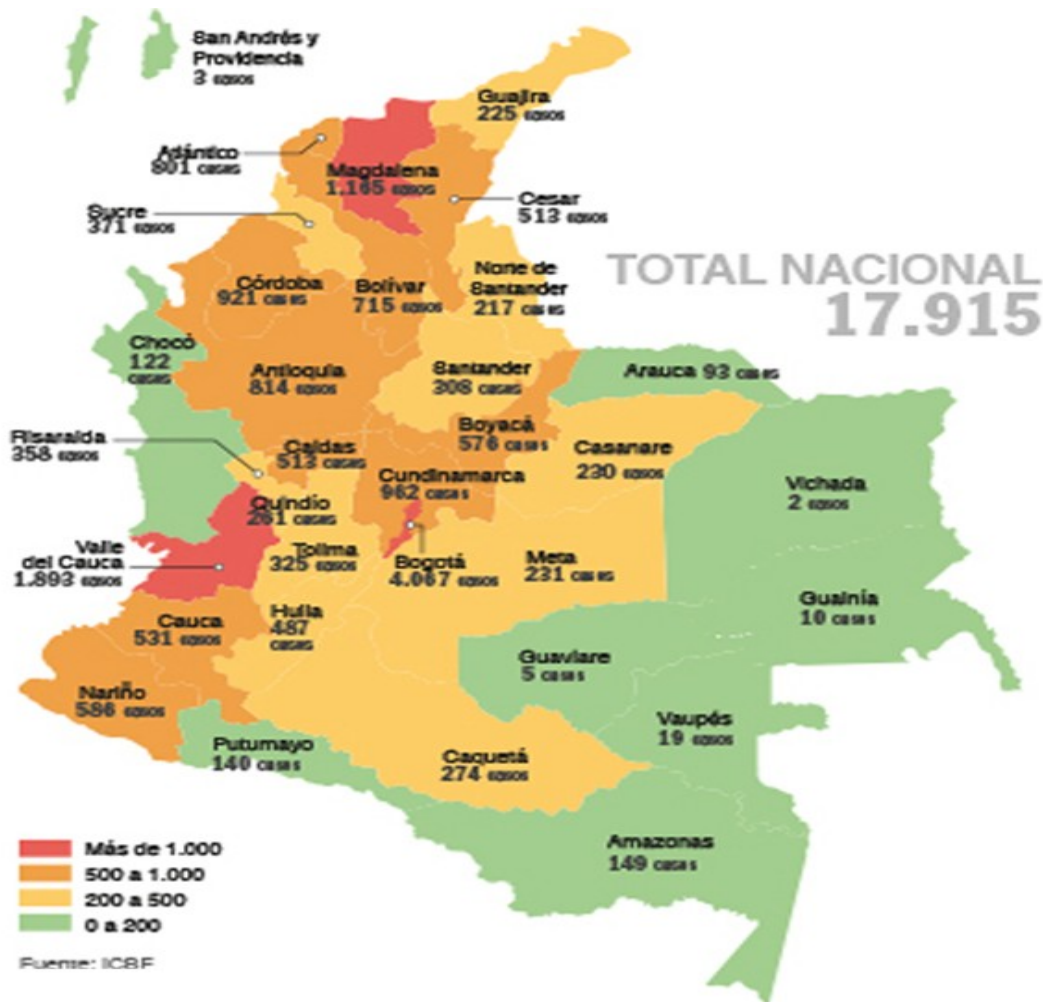 San Andrés y
Providencia
3 casos
Guajira
225 casos
Atlántico
801 casos
Magdalena
1.165 casos
Cesar
513 casos
Sucre
371 casos
Córdoba
921 casos
Bolívar
715 casos
Norte de
Santander
217 casos
TOTAL NACIONAL
17.915
Chocó
122
casos
Antioquia
814 casos
Santander
308 casos
Arauca 93 casos
Boyacá
576 casos
Risaralda
358 casos
Caldas
513 casos
Casanare
230 casos
Cundinamarca
962 casos
Vichada
2 casos
Quindío
261 casos
Valle
del Cauca
1.893 casos
Tolima
325 casos
Bogotá
4.067 casos
Meta
231 casos
Guainía
10 casos
Cauca
531 casos
Huila
487
casos
Guaviare
5 casos
Nariño
586 casos
Vaupés
19 casos
Putumayo
140 casos
Caquetá
274 casos
Amazonas
149 casos
Más de 1.000
500 a 1.000
200 a 500
0 a 200
Fuente: ICBF